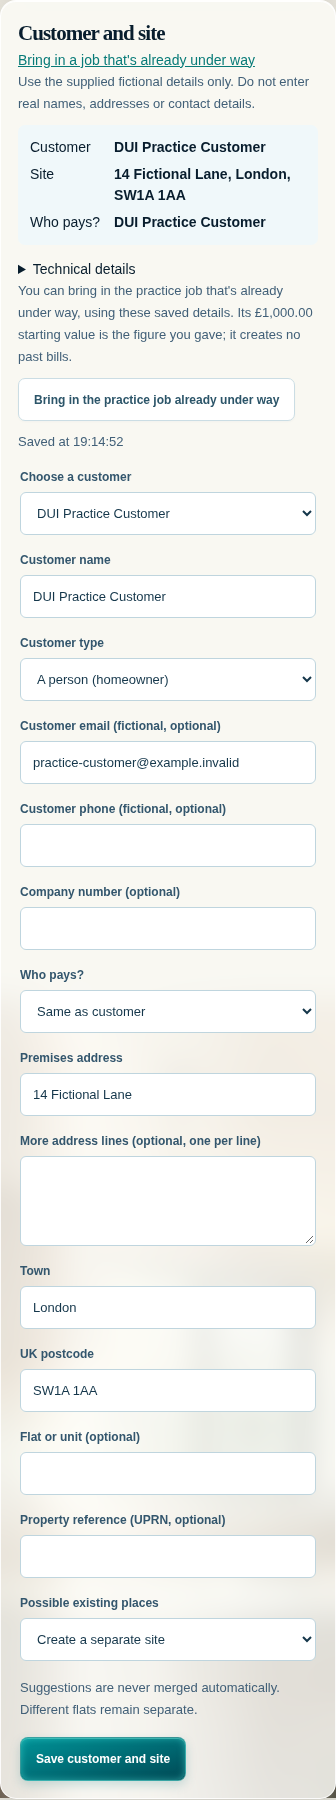 Customer and site
Bring in a job that's already under way
Use the supplied fictional details only. Do not enter
real names, addresses or contact details.
Customer DUI Practice Customer
Site 14 Fictional Lane, London,
SW1A 1AA
Who pays? DUI Practice Customer
Technical details
You can bring in the practice job that's already
under way, using these saved details. Its £1,000.00
starting value is the figure you gave; it creates no
past bills.
Bring in the practice job already under way
Saved at 19:14:52
Choose a customer
DUI Practice Customer
Customer name
DUI Practice Customer
Customer type
A person (homeowner)
Customer email (fictional, optional)
practice-customer@example.invalid
Customer phone (fictional, optional)
Company number (optional)
Who pays?
Same as customer
Premises address
14 Fictional Lane
More address lines (optional, one per line)
Town
London
UK postcode
SW1A 1AA
Flat or unit (optional)
Property reference (UPRN, optional)
Possible existing places
Create a separate site
Suggestions are never merged automatically.
Different flats remain separate.
Save customer and site